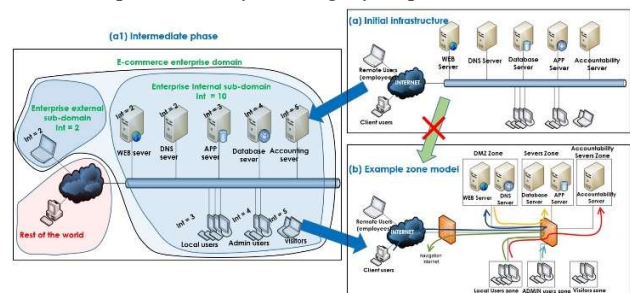 (a1) Intermediate phase
E-commerce enterprise domain
Enterprise Internal sub-domain
Int = 10
Enterprise external
sub-domain
Int = 2
Int = 2
Int = 2
Int = 2
Int = 3
Int = 4
Int = 5
WEB sever
DNS
sever
APP
sever
Database
sever
Accounting
sever
Rest of the world
Int = 3
Int = 4
Int = 5
Local users
Admin users
Visitors
(a) Initial infrastructure
Remote Users
(employees)
INTERNET
Client users
WEB
Server
DNS Server
Database
Server
APP
Server
Accountability
Server
(b) Example zone model
DMZ Zone
Severs Zone
Accountability
Severs Zone
WEB Server
DNS
Server
Database
Server
APP
Server
Accountability
Server
Remote Users
(employees)
INTERNET
Client users
navigation
internet
Local Users zone
ADMIN users zone
Visitors zone